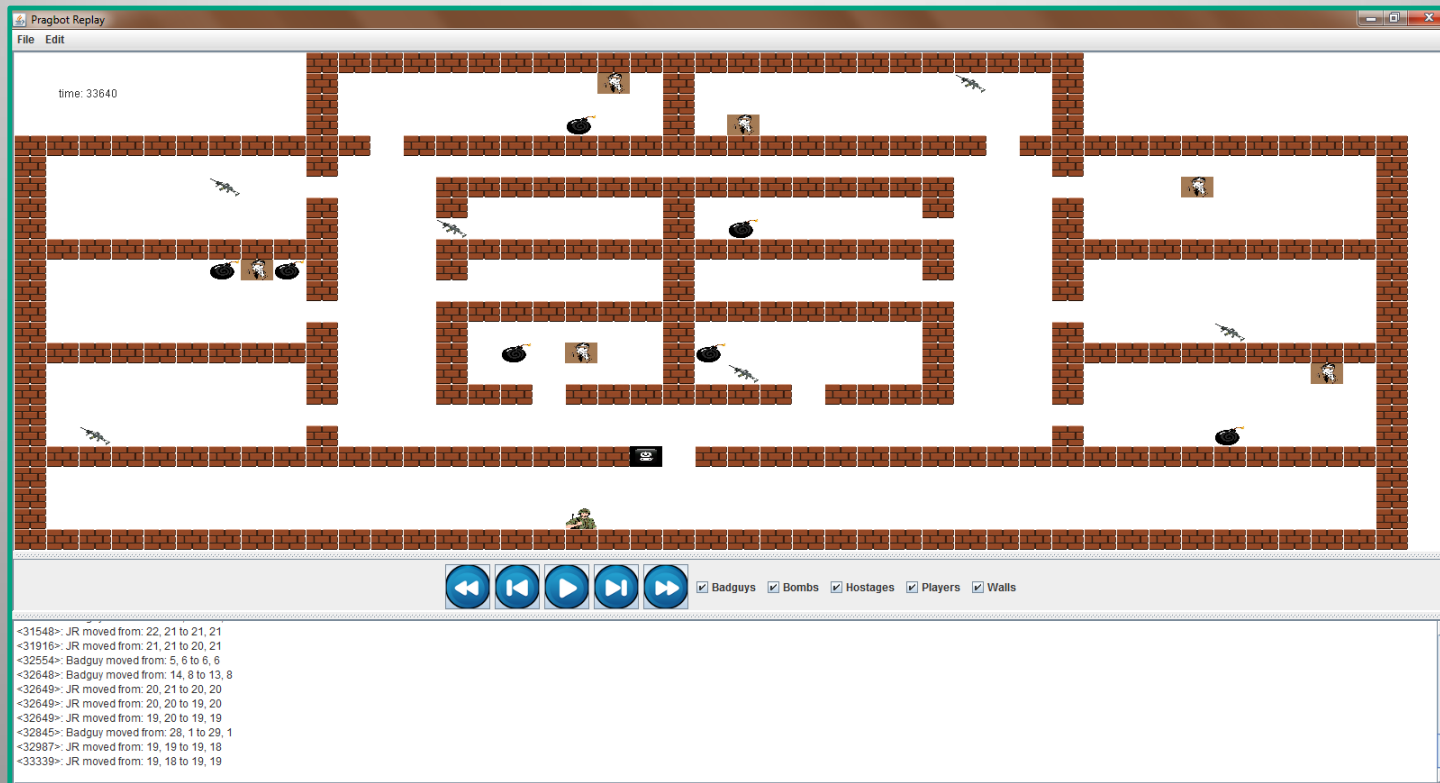 Pragbot Replay
File Edit
time: 33640
Badguys Bombs Hostages Players Walls
<31548>: JR moved from: 22, 21 to 21, 21
<31916>: JR moved from: 21, 21 to 20, 21
<32554>: Badguy moved from: 5, 6 to 6, 6
<32648>: Badguy moved from: 14, 8 to 13, 8
<32649>: JR moved from: 20, 21 to 20, 20
<32649>: JR moved from: 20, 20 to 19, 20
<32649>: JR moved from: 19, 20 to 19, 19
<32845>: Badguy moved from: 28, 1 to 29, 1
<32987>: JR moved from: 19, 19 to 19, 18
<33339>: JR moved from: 19, 18 to 19, 19